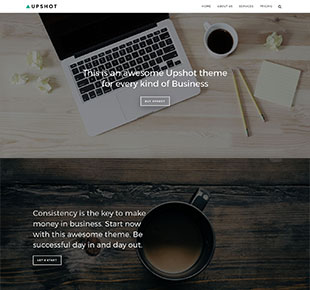 UPSHOT
HOME ABOUT US SERVICES PRICING
This is an awesome Upshot theme
for every kind of Business
BUY UPSHOT
Consistency is the key to make
money in business. Start now
with this awesome theme. Be
successful day in and day out.
LET'S START